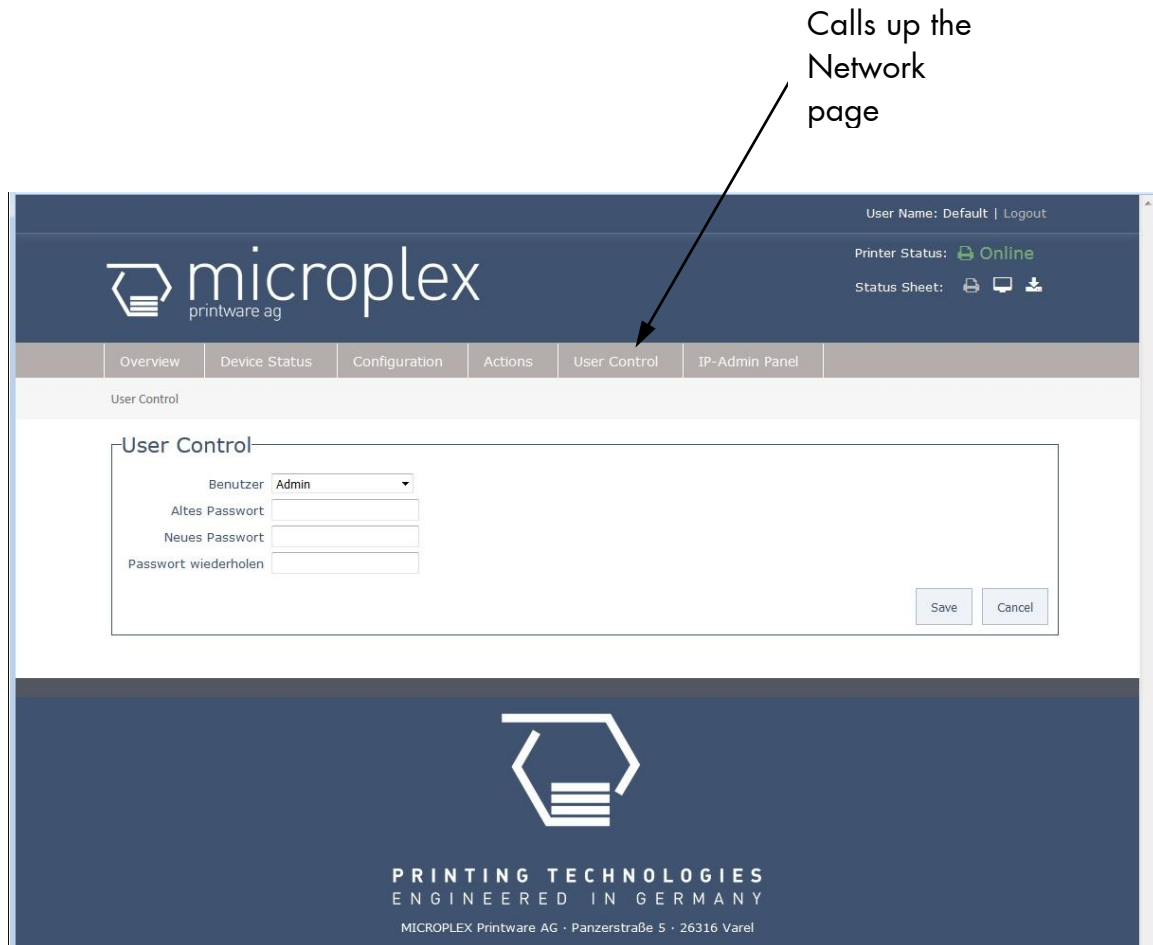 Calls up the
Network
page
User Name: Default | Logout
microplex
printware ag
Printer Status: Online
Status Sheet:
Overview Device Status Configuration Actions User Control IP-Admin Panel
User Control
User Control
Benutzer Admin
Altes Passwort
Neues Passwort
Passwort wiederholen
Save Cancel
PRINTING TECHNOLOGIES
ENGINEERED IN GERMANY
MICROPLEX Printware AG · Panzerstraße 5 · 26316 Varel